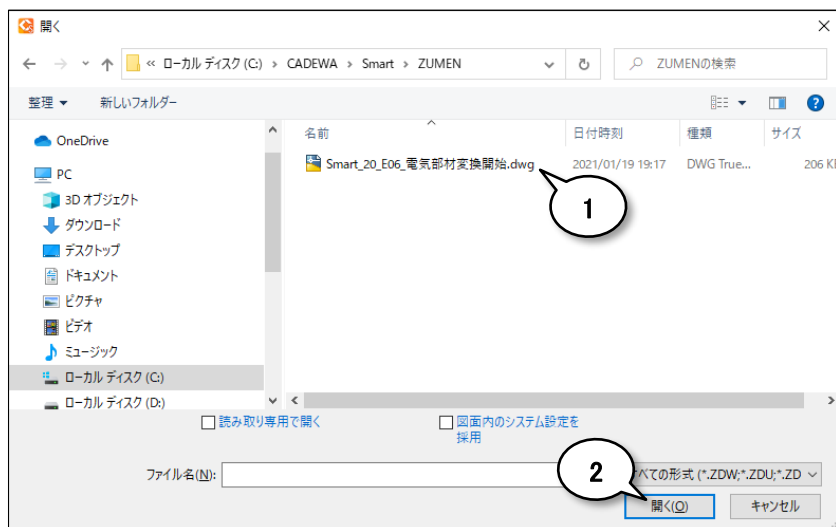 開く
« ローカル ディスク (C:) > CADEWA > Smart > ZUMEN
ZUMENの検索
整理
新しいフォルダー
名前 日付時刻 種類 サイズ
OneDrive
PC
3D オブジェクト
ダウンロード
デスクトップ
ドキュメント
ピクチャ
ビデオ
ミュージック
ローカル ディスク (C:)
ローカル ディスク (D:)
Smart_20_E06_電気部材変換開始.dwg 2021/01/19 19:17 DWG True... 206 KI
1
読み取り専用で開く
図面内のシステム設定を
採用
ファイル名(N):
2
べての形式 (*.ZDW;*.ZDU;*.ZD
開く(O)
キャンセル